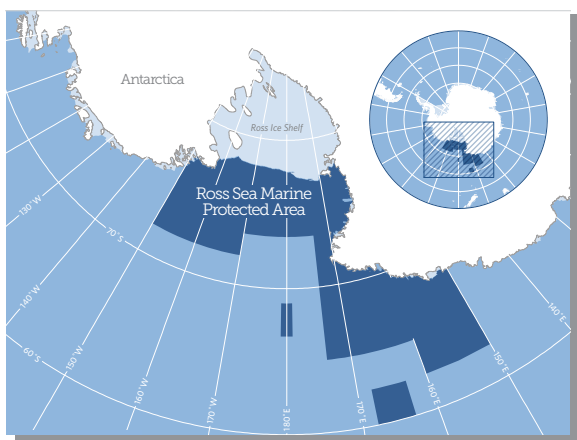 Antarctica
Ross Ice Shelf
Ross Sea Marine
Protected Area
130°W
70°S
140°W
60°S
150°W
160°W
170°W
180°E
170°E
160°E
150°E
140°E